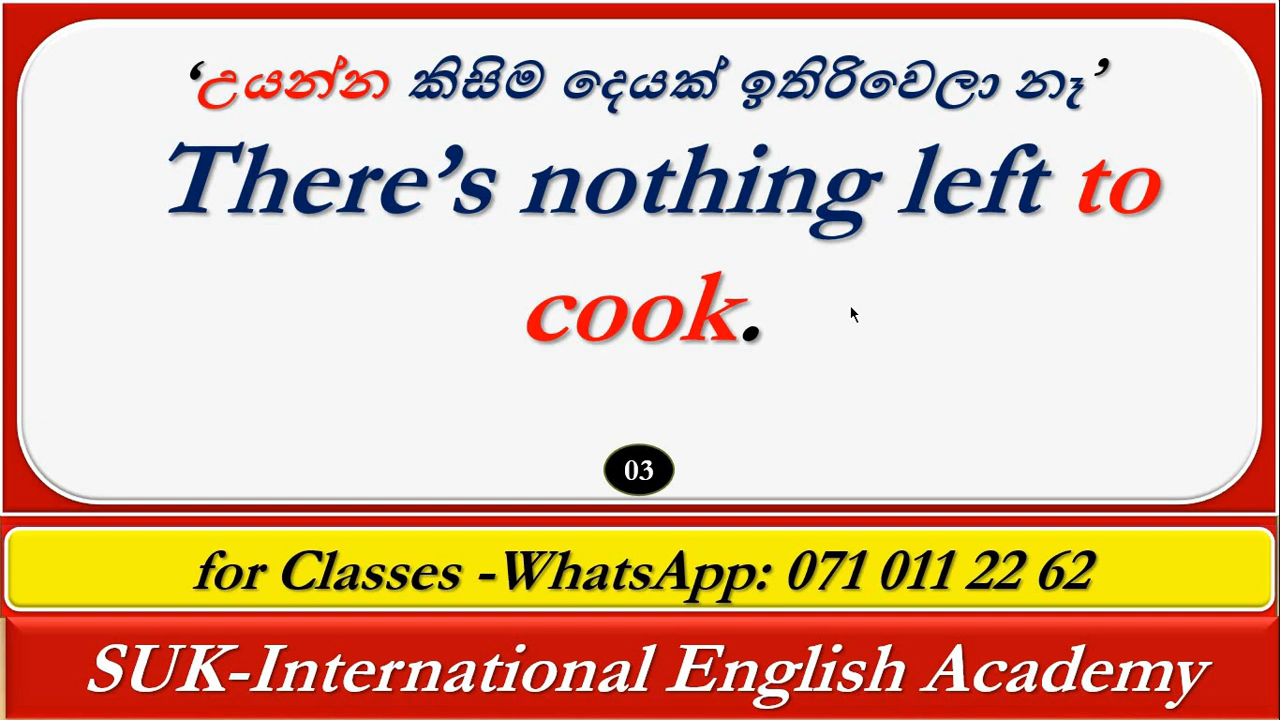 ‘උයන්න කිසිම දෙයක් ඉතිරිවෙලා නෑ’
There’s nothing left to
cook.
03
for Classes -WhatsApp: 071 011 22 62
SUK-International English Academy